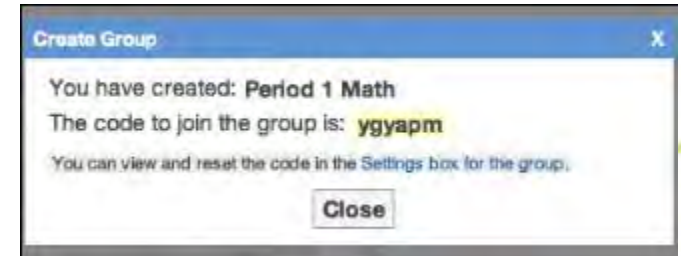 Create Group X
You have created: Period 1 Math
The code to join the group is: ygyapm
You can view and reset the code in the Settings box for the group.
Close